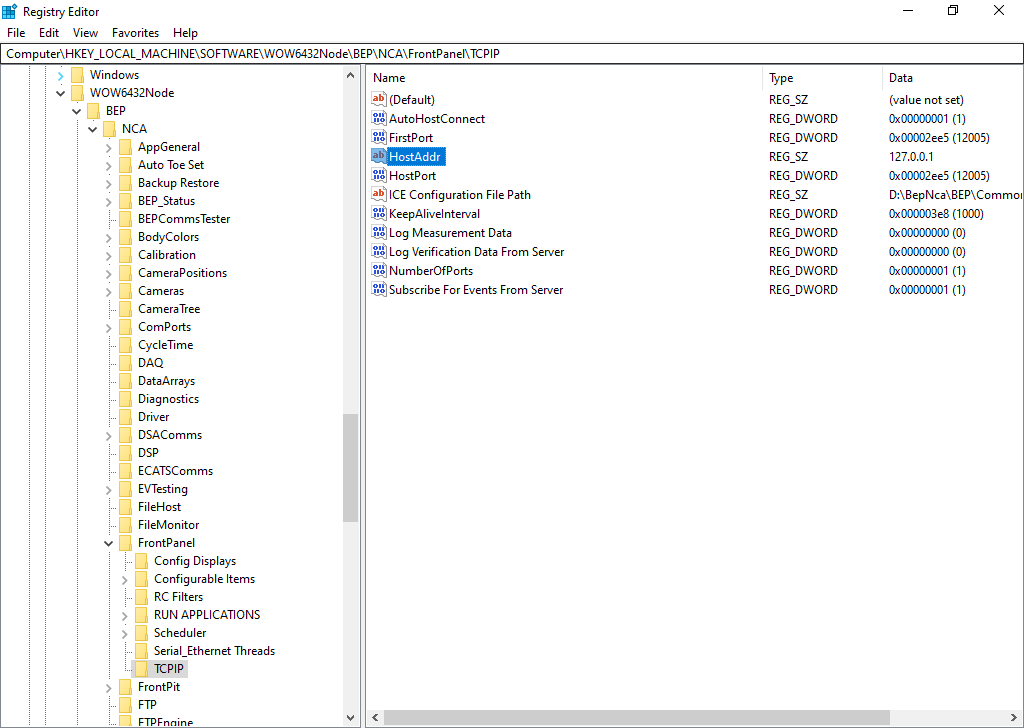 Registry Editor
File Edit View Favorites Help
Computer\HKEY_LOCAL_MACHINE\SOFTWARE\WOW6432Node\BEP\NCA\FrontPanel\TCPIP
Windows
WOW6432Node
BEP
NCA
AppGeneral
Auto Toe Set
Backup Restore
BEP_Status
BEPCommsTester
BodyColors
Calibration
CameraPositions
Cameras
CameraTree
ComPorts
CycleTime
DAQ
DataArrays
Diagnostics
Driver
DSAComms
DSP
ECATSComms
EVTesting
FileHost
FileMonitor
FrontPanel
Config Displays
Configurable Items
RC Filters
RUN APPLICATIONS
Scheduler
Serial_Ethernet Threads
TCPIP
FrontPit
FTP
FTPEngine
Name Type Data
(Default) REG_SZ (value not set)
AutoHostConnect REG_DWORD 0x00000001 (1)
FirstPort REG_DWORD 0x00002ee5 (12005)
HostAddr REG_SZ 127.0.0.1
HostPort REG_DWORD 0x00002ee5 (12005)
ICE Configuration File Path REG_SZ D:\BepNca\BEP\Common
KeepAliveInterval REG_DWORD 0x000003e8 (1000)
Log Measurement Data REG_DWORD 0x00000000 (0)
Log Verification Data From Server REG_DWORD 0x00000000 (0)
NumberOfPorts REG_DWORD 0x00000001 (1)
Subscribe For Events From Server REG_DWORD 0x00000001 (1)